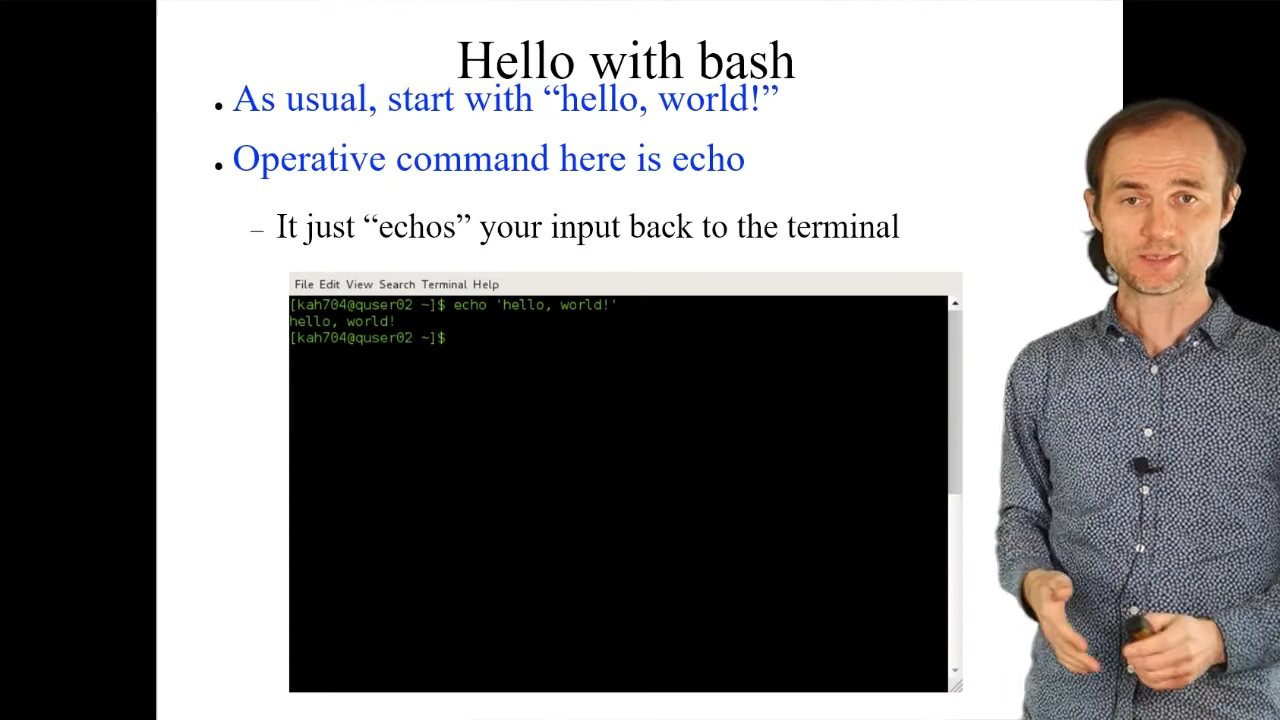 Hello with bash
• As usual, start with “hello, world!”
• Operative command here is echo
– It just “echos” your input back to the terminal
File Edit View Search Terminal Help
[kah704@quser02 ~]$ echo 'hello, world!'
hello, world!
[kah704@quser02 ~]$